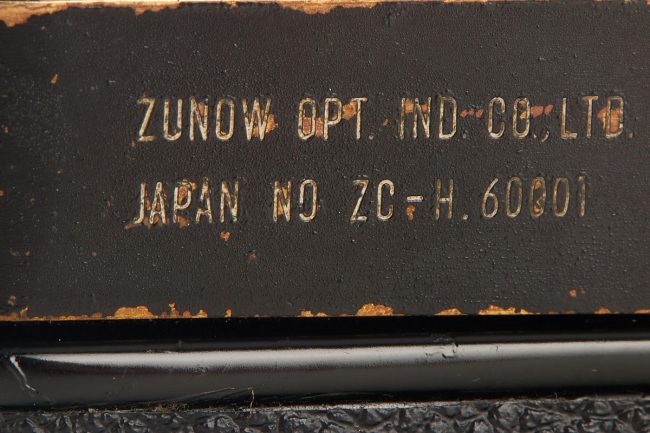 ZUNOW OPT. IND. CO., LTD.
JAPAN NO ZC-H. 60001